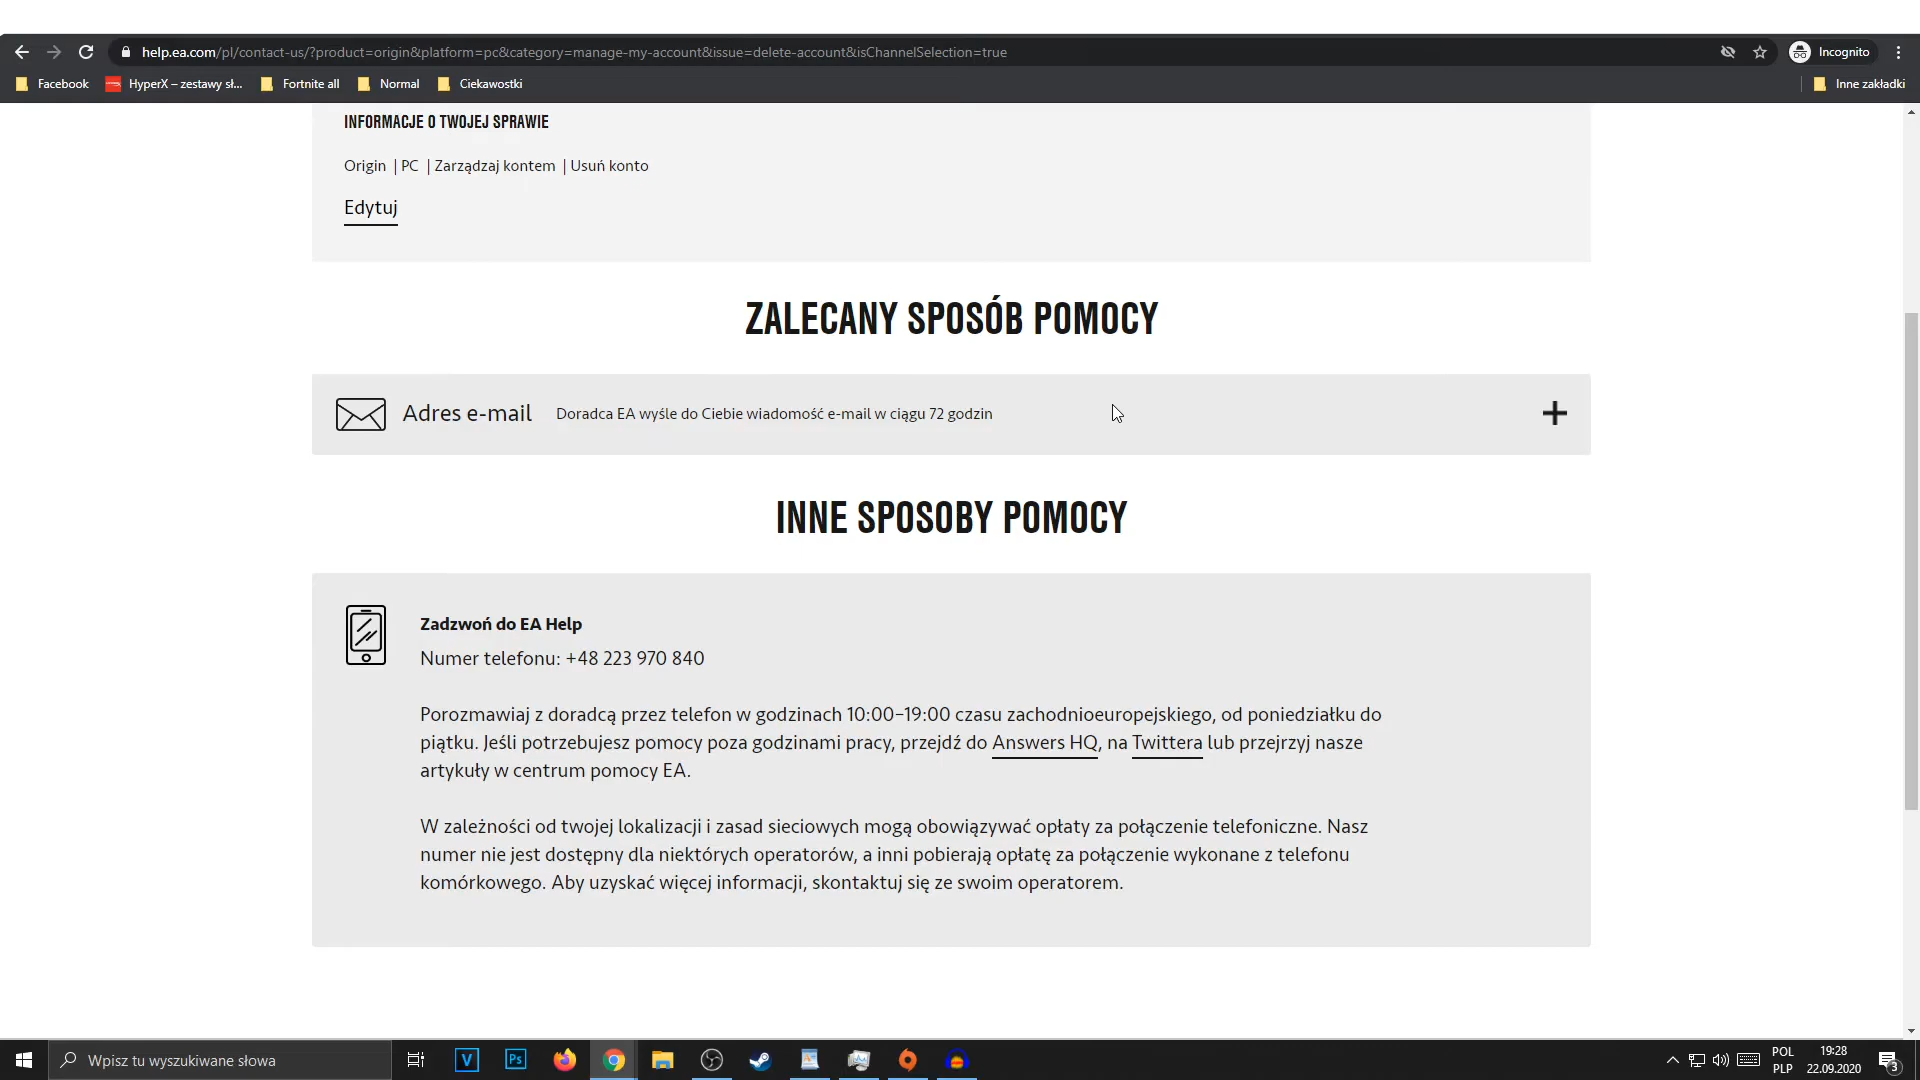 help.ea.com/pl/contact-us/?product=origin&platform=pc&category=manage-my-account&issue=delete-account&isChannelSelection=true
Incognito
Facebook
HyperX – zestawy sł...
Fortnite all
Normal
Ciekawostki
Inne zakładki
INFORMACJE O TWOJEJ SPRAWIE
Origin | PC | Zarządzaj kontem | Usuń konto
Edytuj
ZALECANY SPOSÓB POMOCY
Adres e-mail
Doradca EA wyśle do Ciebie wiadomość e-mail w ciągu 72 godzin
INNE SPOSOBY POMOCY
Zadzwoń do EA Help
Numer telefonu: +48 223 970 840
Porozmawiaj z doradcą przez telefon w godzinach 10:00–19:00 czasu zachodnioeuropejskiego, od poniedziałku do
piątku. Jeśli potrzebujesz pomocy poza godzinami pracy, przejdź do Answers HQ, na Twittera lub przejrzyj nasze
artykuły w centrum pomocy EA.
W zależności od twojej lokalizacji i zasad sieciowych mogą obowiązywać opłaty za połączenie telefoniczne. Nasz
numer nie jest dostępny dla niektórych operatorów, a inni pobierają opłatę za połączenie wykonane z telefonu
komórkowego. Aby uzyskać więcej informacji, skontaktuj się ze swoim operatorem.
Wpisz tu wyszukiwane słowa
V
Ps
POL
PLP
19:28
22.09.2020
3